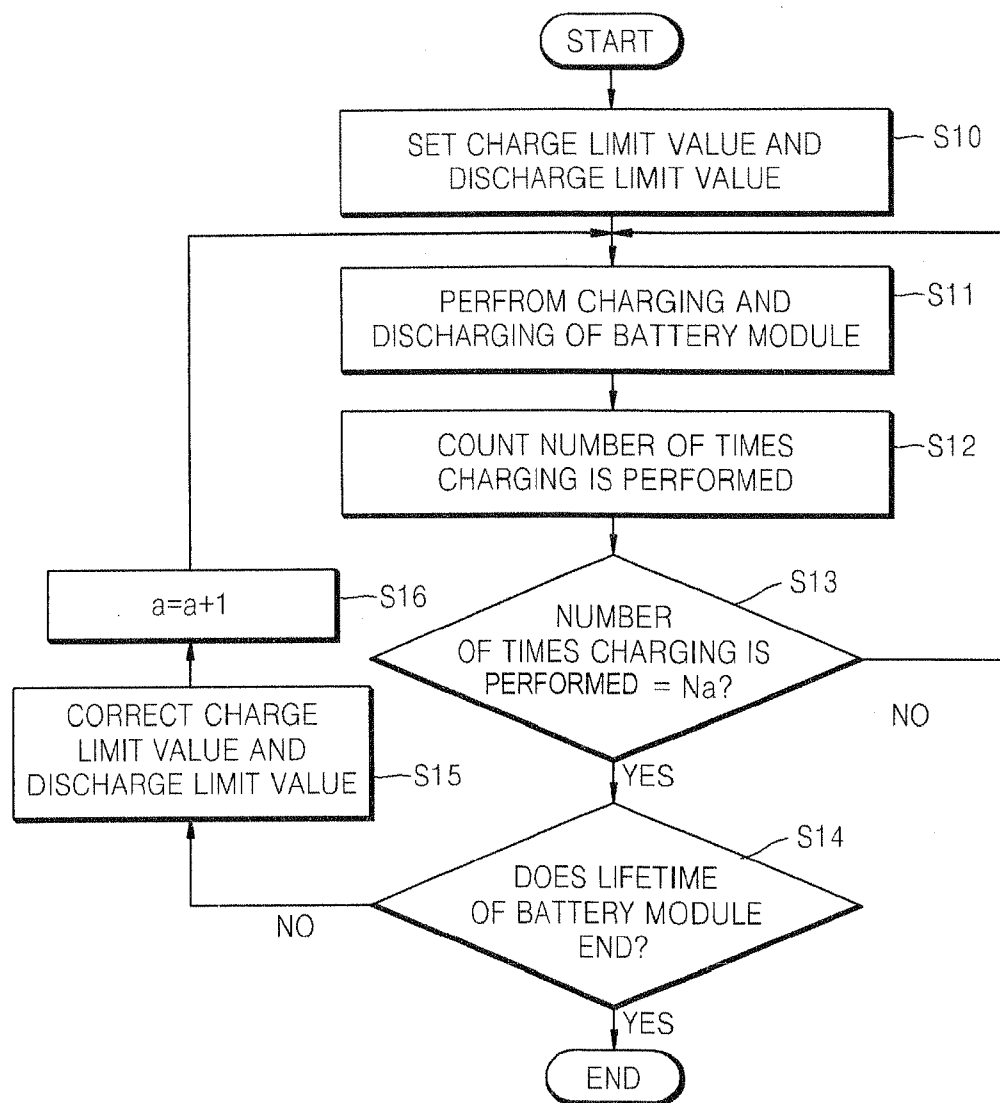 START
SET CHARGE LIMIT VALUE AND
DISCHARGE LIMIT VALUE
S10
PERFROM CHARGING AND
DISCHARGING OF BATTERY MODULE
S11
COUNT NUMBER OF TIMES
CHARGING IS PERFORMED
S12
NUMBER
OF TIMES CHARGING IS
PERFORMED = Na?
S13
NO
YES
DOES LIFETIME
OF BATTERY MODULE
END?
S14
NO
YES
CORRECT CHARGE
LIMIT VALUE AND
DISCHARGE LIMIT VALUE
S15
a=a+1
S16
END